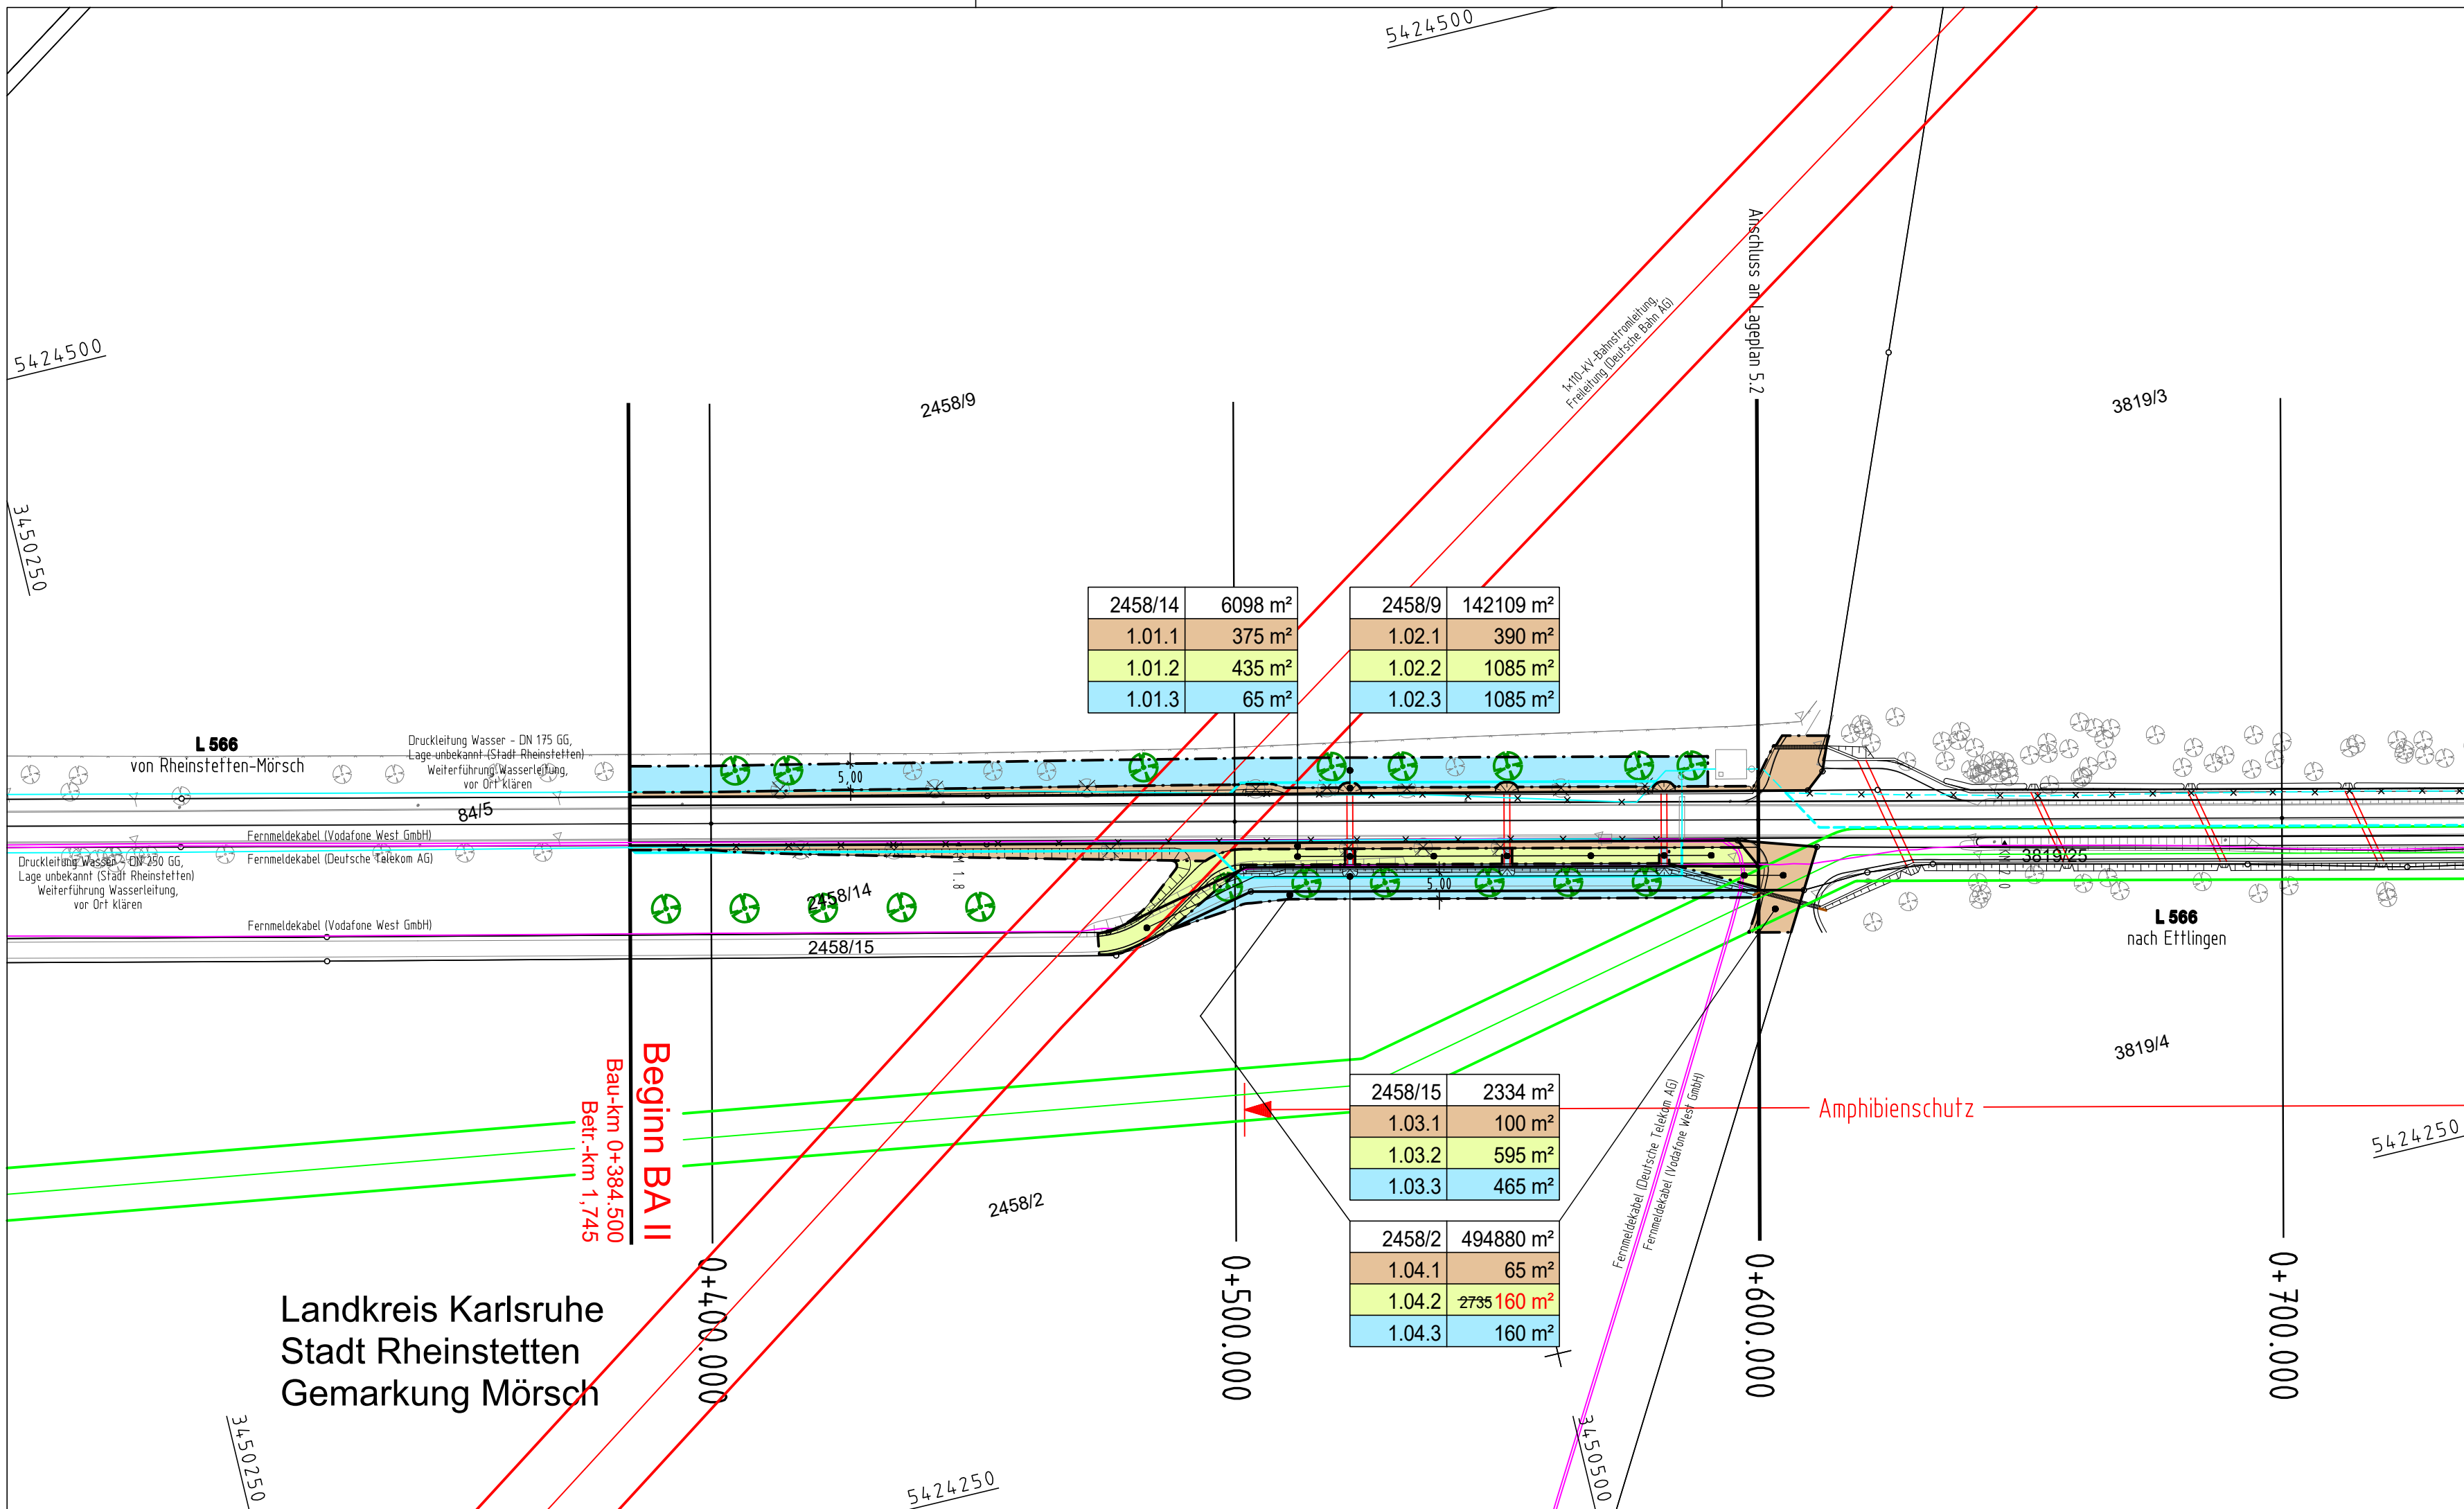 5424500
5424500
3450250
2458/9
3819/3
Anschluss an Lageplan 5.2
1x110-kV-Bahnstromleitung,
Freileitung (Deutsche Bahn AG)
2458/14 6098 m²
1.01.1 375 m²
1.01.2 435 m²
1.01.3 65 m²
2458/9 142109 m²
1.02.1 390 m²
1.02.2 1085 m²
1.02.3 1085 m²
L 566
von Rheinstetten-Mörsch
Druckleitung Wasser - DN 175 GG,
Lage unbekannt (Stadt Rheinstetten)
Weiterführung Wasserleitung,
vor Ort klären
5,00
84/5
Fernmeldekabel (Vodafone West GmbH)
Fernmeldekabel (Deutsche Telekom AG)
Druckleitung Wasser - DN 250 GG,
Lage unbekannt (Stadt Rheinstetten)
Weiterführung Wasserleitung,
vor Ort klären
Fernmeldekabel (Vodafone West GmbH)
2458/14
2458/15
1.8
5,00
3819/25
2.0
L 566
nach Ettlingen
3819/4
Beginn BA II
Bau-km 0+384.500
Betr.-km 1,745
2458/15 2334 m²
1.03.1 100 m²
1.03.2 595 m²
1.03.3 465 m²
Amphibienschutz
5424250
Fernmeldekabel (Deutsche Telekom AG)
Fernmeldekabel (Vodafone West GmbH)
2458/2
2458/2 494880 m²
1.04.1 65 m²
1.04.2 2735 160 m²
1.04.3 160 m²
0+400.000
0+500.000
0+600.000
0+700.000
Landkreis Karlsruhe
Stadt Rheinstetten
Gemarkung Mörsch
3450250
5424250
3450500